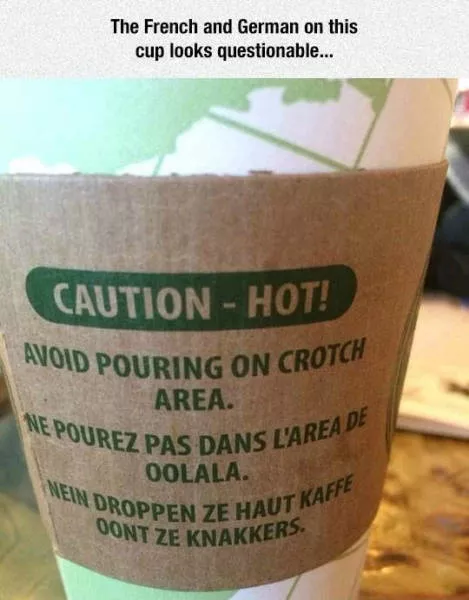 The French and German on this
cup looks questionable...
CAUTION - HOT!
AVOID POURING ON CROTCH
AREA.
NE POUREZ PAS DANS L'AREA DE
OOLALA.
NEIN DROPPEN ZE HAUT KAFFE
OONT ZE KNAKKERS.